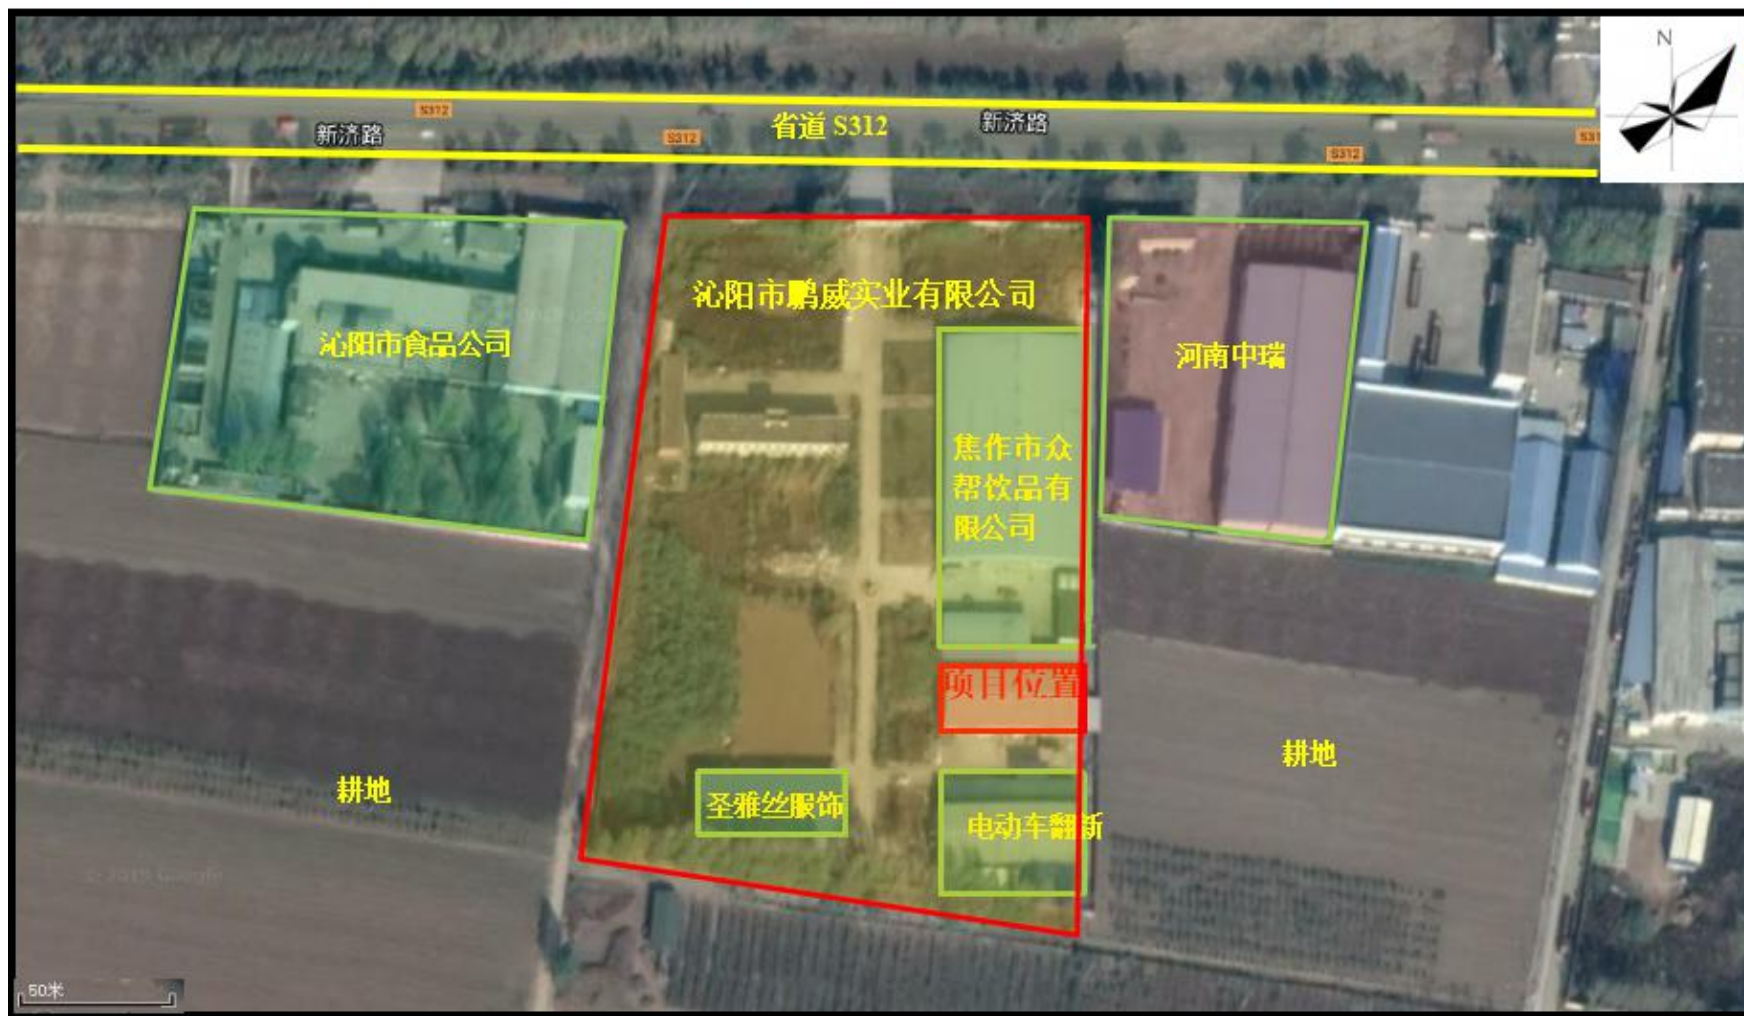 N
S312
新济路
S312
省道 S312
新济路
S312
S31
沁阳市鹏威实业有限公司
沁阳市食品公司
河南中瑞
焦作市众
帮饮品有
限公司
项目位置
耕地
耕地
圣雅丝服饰
电动车翻新
50米